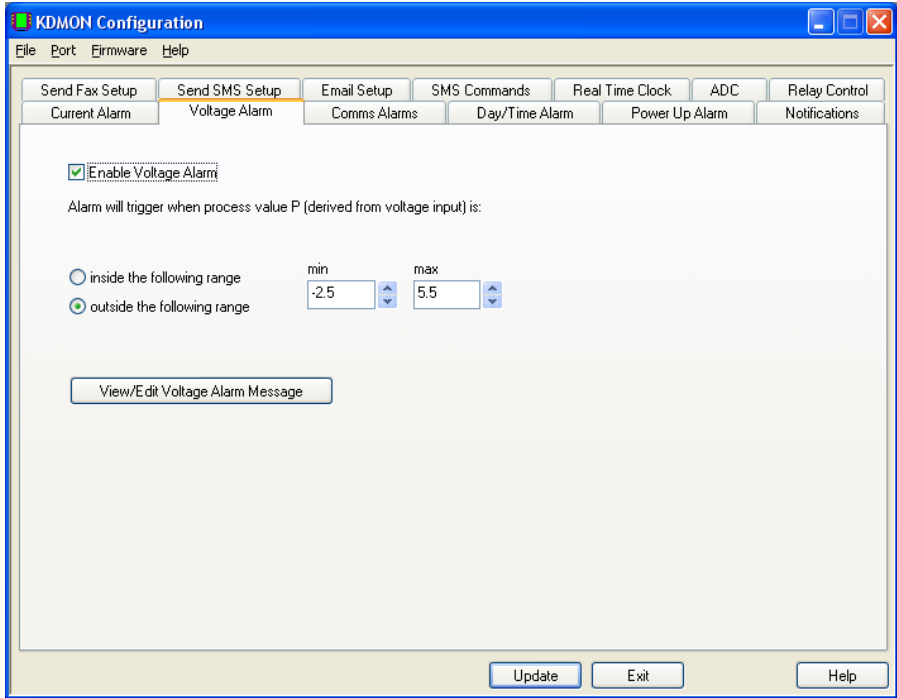 KDMON Configuration
File Port Firmware Help
Send Fax Setup Send SMS Setup Email Setup SMS Commands Real Time Clock ADC Relay Control
Current Alarm Voltage Alarm Comms Alarms Day/Time Alarm Power Up Alarm Notifications
Enable Voltage Alarm
Alarm will trigger when process value P (derived from voltage input) is:
min max
inside the following range
-2.5 5.5
outside the following range
View/Edit Voltage Alarm Message
Update Exit Help